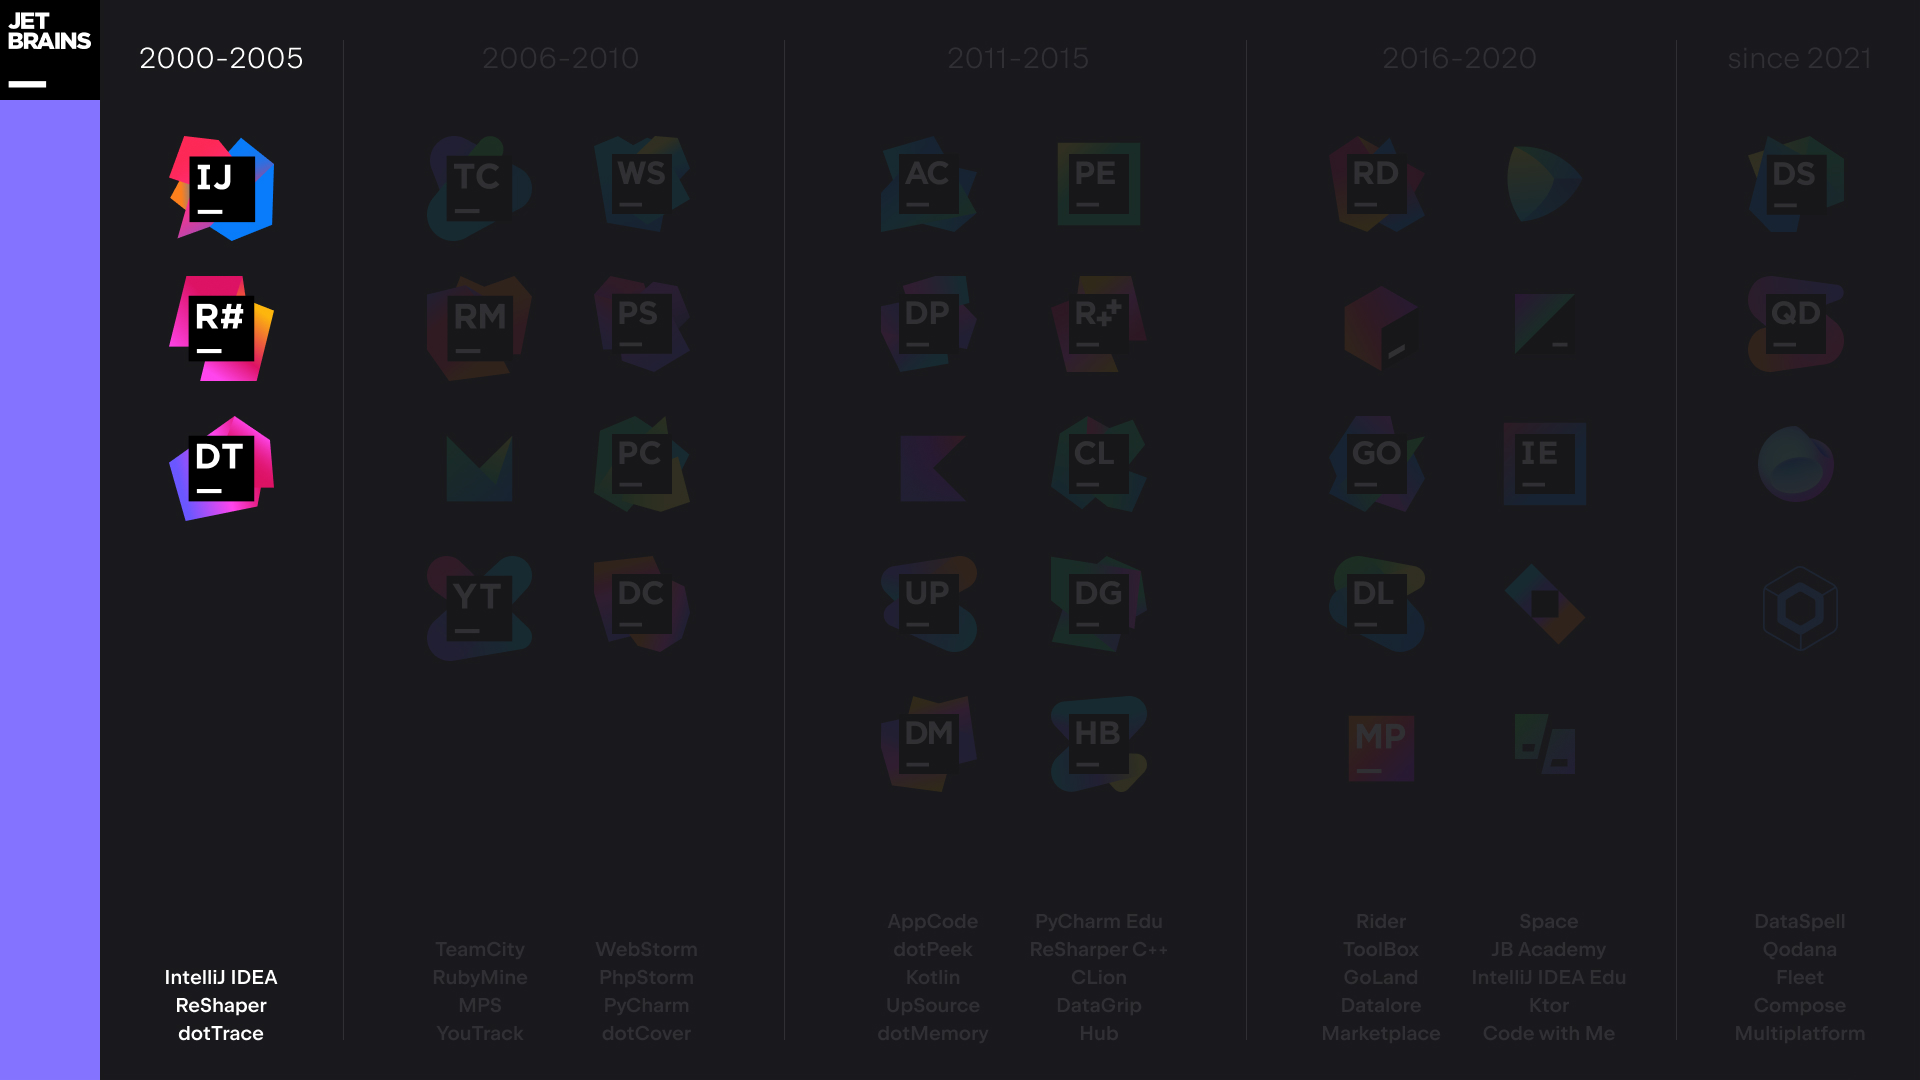 JET
BRAINS
2000-2005
2006-2010
2011-2015
2016-2020
since 2021
IJ
TC
WS
AC
PE
RD
DS
R#
RM
PS
DP
R++
QD
DT
PC
CL
GO
IE
YT
DC
UP
DG
DL
DM
HB
MP
IntelliJ IDEA
ReShaper
dotTrace
TeamCity
RubyMine
MPS
YouTrack
WebStorm
PhpStorm
PyCharm
dotCover
AppCode
dotPeek
Kotlin
UpSource
dotMemory
PyCharm Edu
ReSharper C++
CLion
DataGrip
Hub
Rider
ToolBox
GoLand
Datalore
Marketplace
Space
JB Academy
IntelliJ IDEA Edu
Ktor
Code with Me
DataSpell
Qodana
Fleet
Compose
Multiplatform